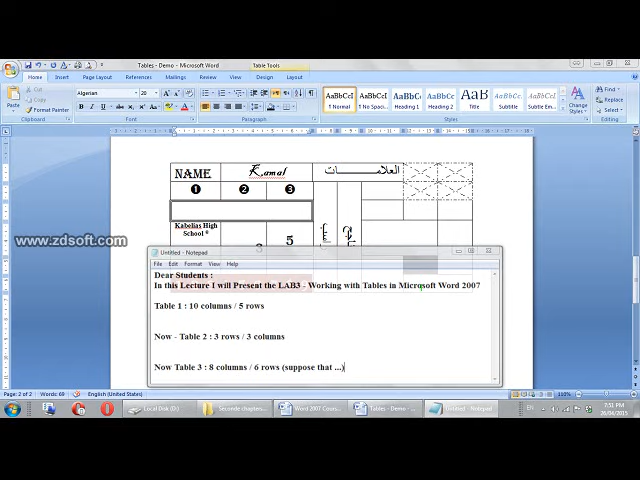 Tables - Demo - Microsoft Word
Table Tools
Home
Insert
Page Layout
References
Mailings
Review
View
Design
Layout
Paste
Cut
Copy
Format Painter
Clipboard
Algerian
20
Font
Paragraph
AaBbCcI
¶ Normal
AaBbCcI
¶ No Spaci...
AaBbC
Heading 1
AaBbCc
Heading 2
Title
AaBbCc.
Subtitle
AaBbCcI
Subtle Em...
Change
Styles
Styles
Find
Replace
Select
Editing
NAME
Kamal
العلامــــــات
❶ ❷ ❸
Kabelias High
School
5
www.zdsoft.com
Untitled - Notepad
File Edit Format View Help
Dear Students :
In this Lecture I will Present the LAB3 - Working with Tables in Microsoft Word 2007
Table 1 : 10 columns / 5 rows
Now - Table 2 : 3 rows / 3 columns
Now Table 3 : 8 columns / 6 rows (suppose that ...)
Page: 2 of 2
Words: 69
English (United States)
110%
Local Disk (D:)
Seconde chapters...
Word 2007 Cours...
Tables - Demo - ...
Untitled - Notepad
EN
7:51 PM
26/04/2015